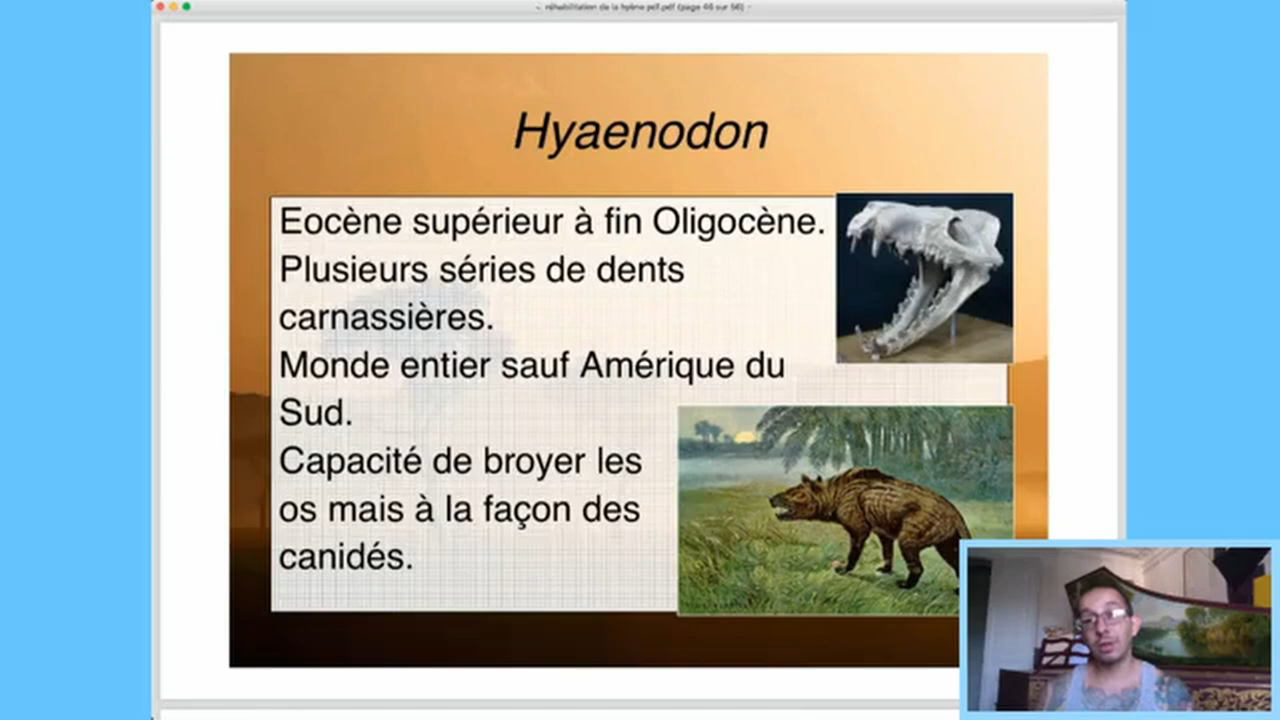 réhabilitation de la hyène pdf.pdf (page 46 sur 56)
Hyaenodon
Eocène supérieur à fin Oligocène.
Plusieurs séries de dents
carnassières.
Monde entier sauf Amérique du
Sud.
Capacité de broyer les
os mais à la façon des
canidés.